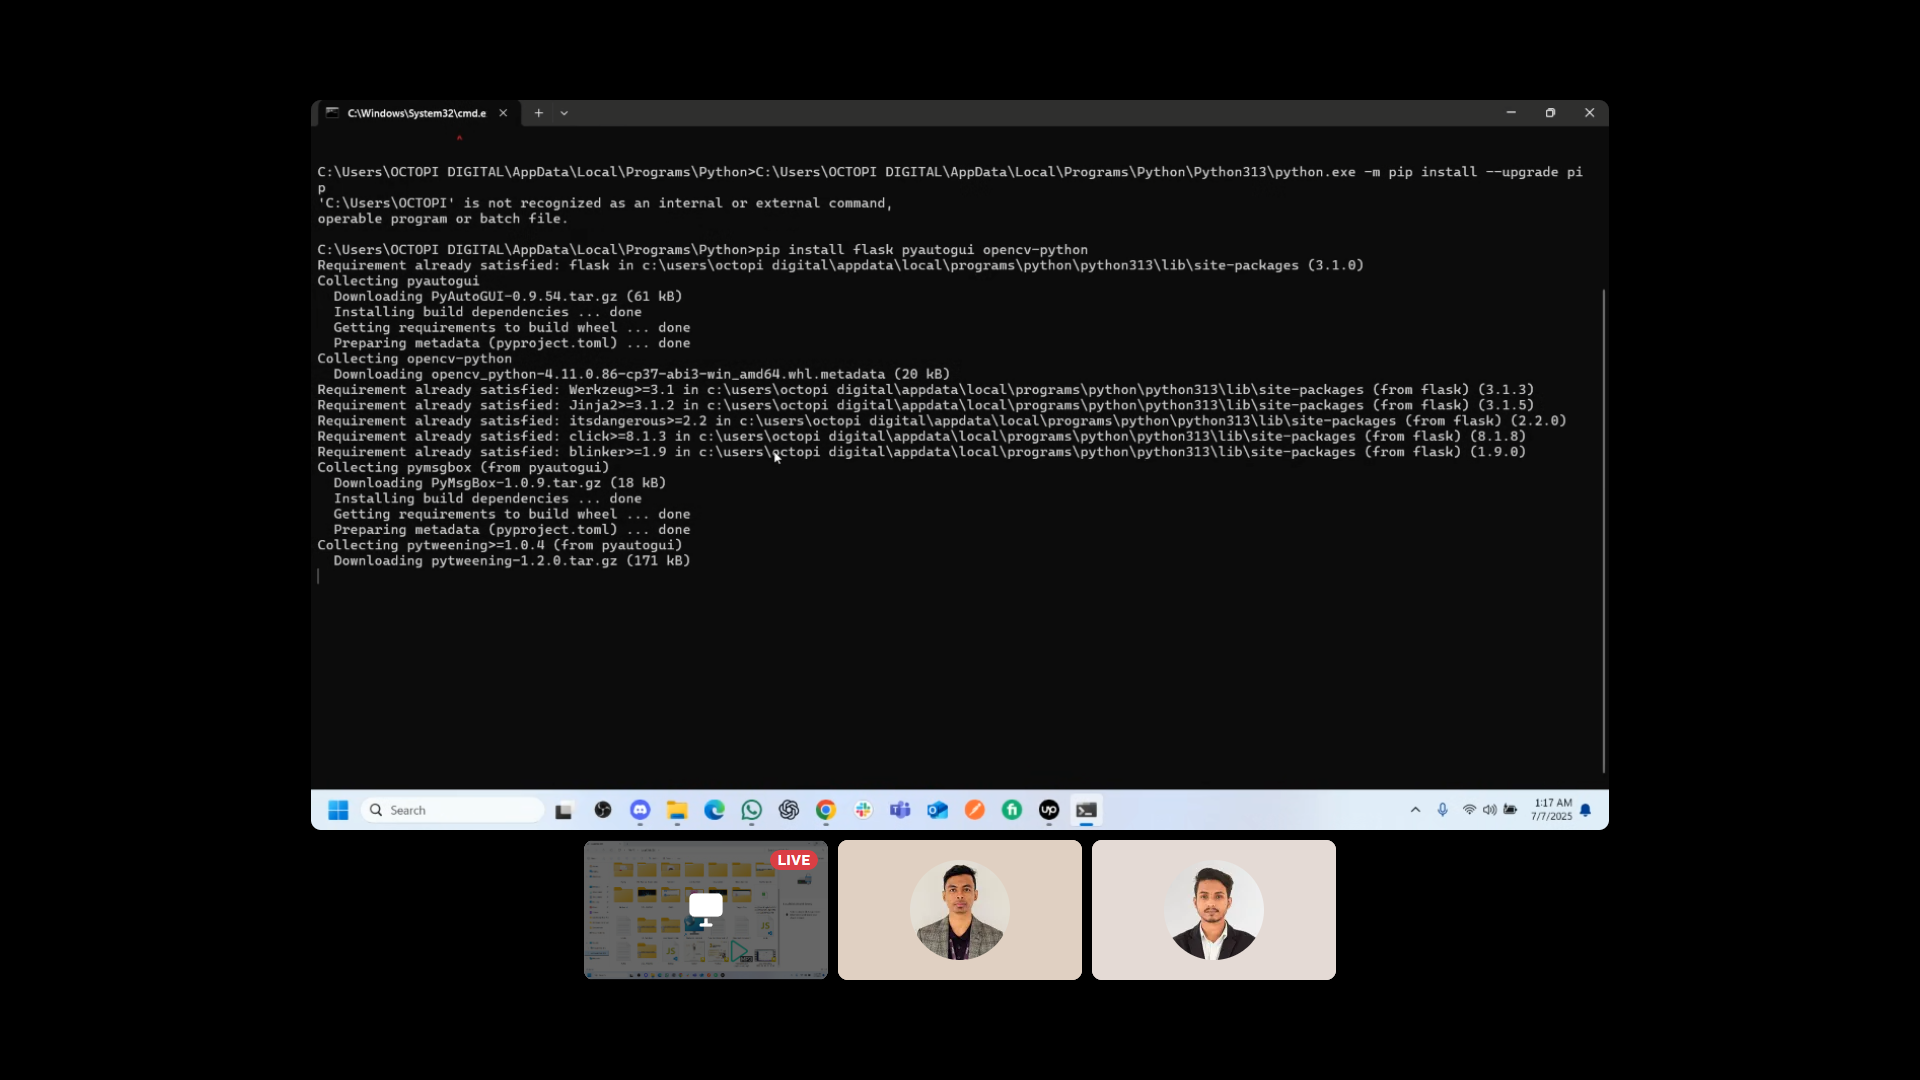 C:\Windows\System32\cmd.e
C:\Users\OCTOPI DIGITAL\AppData\Local\Programs\Python>C:\Users\OCTOPI DIGITAL\AppData\Local\Programs\Python\Python313\python.exe -m pip install --upgrade pi
p
'C:\Users\OCTOPI' is not recognized as an internal or external command,
operable program or batch file.
C:\Users\OCTOPI DIGITAL\AppData\Local\Programs\Python>pip install flask pyautogui opencv-python
Requirement already satisfied: flask in c:\users\octopi digital\appdata\local\programs\python\python313\lib\site-packages (3.1.0)
Collecting pyautogui
Downloading PyAutoGUI-0.9.54.tar.gz (61 kB)
Installing build dependencies ... done
Getting requirements to build wheel ... done
Preparing metadata (pyproject.toml) ... done
Collecting opencv-python
Downloading opencv_python-4.11.0.86-cp37-abi3-win_amd64.whl.metadata (20 kB)
Requirement already satisfied: Werkzeug>=3.1 in c:\users\octopi digital\appdata\local\programs\python\python313\lib\site-packages (from flask) (3.1.3)
Requirement already satisfied: Jinja2>=3.1.2 in c:\users\octopi digital\appdata\local\programs\python\python313\lib\site-packages (from flask) (3.1.5)
Requirement already satisfied: itsdangerous>=2.2 in c:\users\octopi digital\appdata\local\programs\python\python313\lib\site-packages (from flask) (2.2.0)
Requirement already satisfied: click>=8.1.3 in c:\users\octopi digital\appdata\local\programs\python\python313\lib\site-packages (from flask) (8.1.8)
Requirement already satisfied: blinker>=1.9 in c:\users\octopi digital\appdata\local\programs\python\python313\lib\site-packages (from flask) (1.9.0)
Collecting pymsgbox (from pyautogui)
Downloading PyMsgBox-1.0.9.tar.gz (18 kB)
Installing build dependencies ... done
Getting requirements to build wheel ... done
Preparing metadata (pyproject.toml) ... done
Collecting pytweening>=1.0.4 (from pyautogui)
Downloading pytweening-1.2.0.tar.gz (171 kB)
Search
1:17 AM
7/7/2025
LIVE